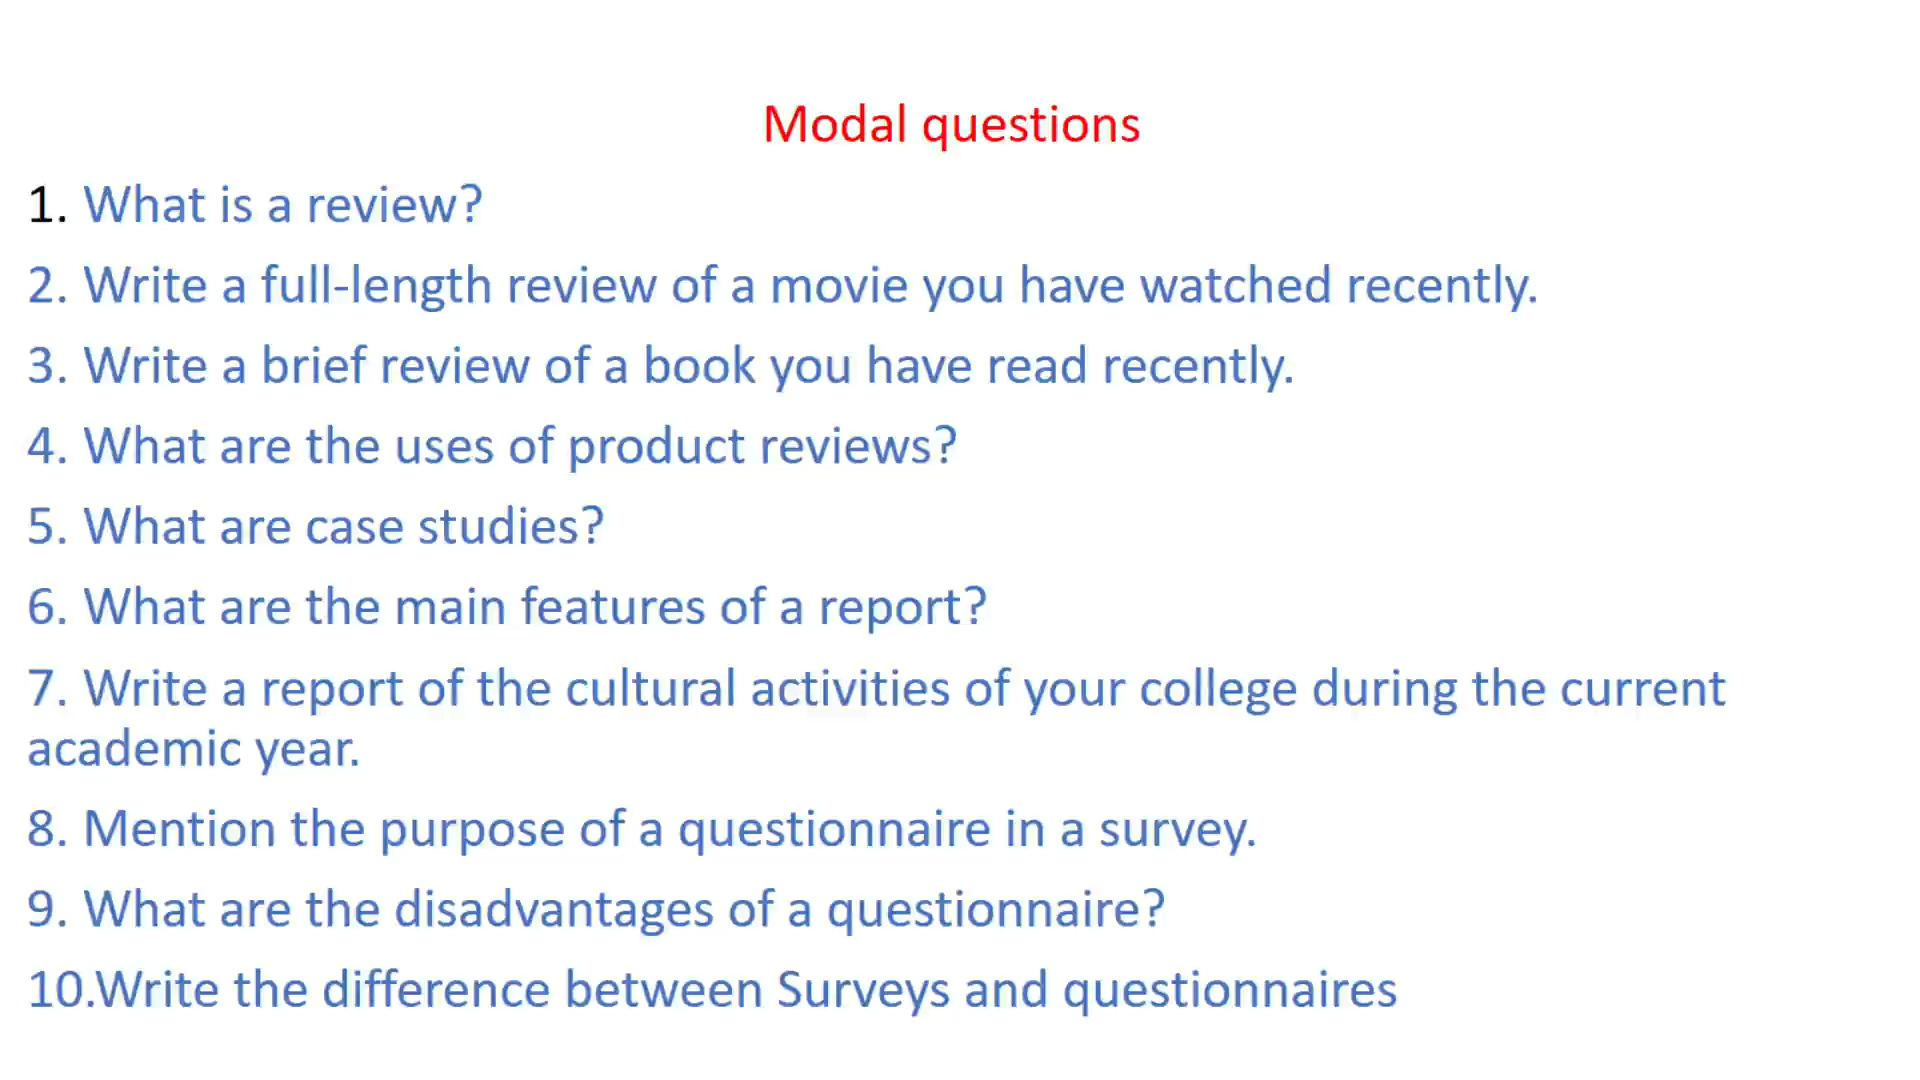 Modal questions
1. What is a review?
2. Write a full-length review of a movie you have watched recently.
3. Write a brief review of a book you have read recently.
4. What are the uses of product reviews?
5. What are case studies?
6. What are the main features of a report?
7. Write a report of the cultural activities of your college during the current
academic year.
8. Mention the purpose of a questionnaire in a survey.
9. What are the disadvantages of a questionnaire?
10.Write the difference between Surveys and questionnaires